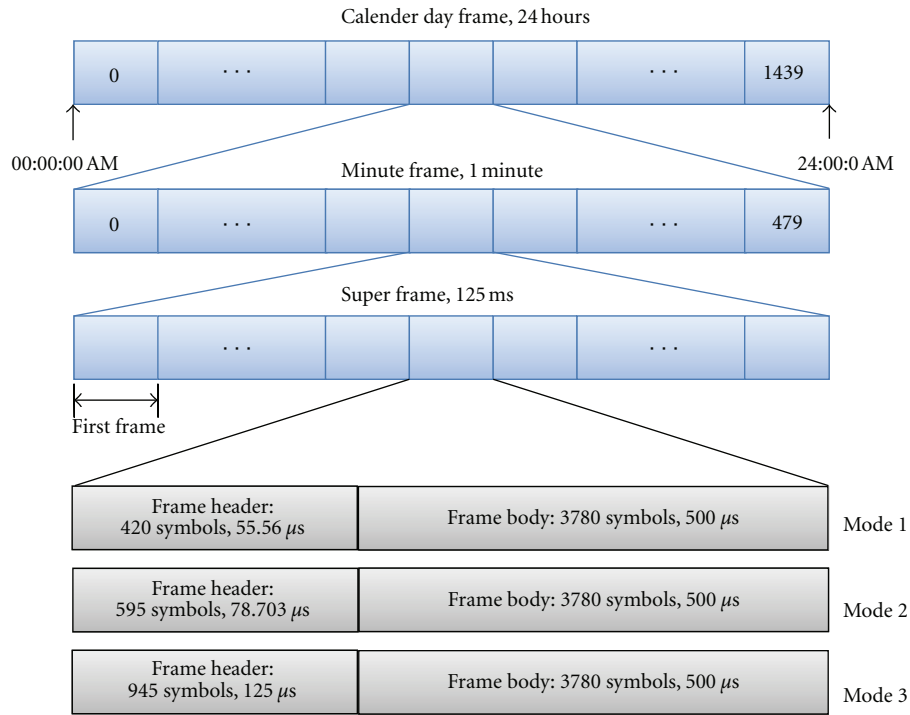 Calender day frame, 24 hours
0 · · · · · · 1439
00:00:00 AM 24:00:0 AM
Minute frame, 1 minute
0 · · · · · · 479
Super frame, 125 ms
· · · · · ·
First frame
Frame header:
420 symbols, 55.56 μs
Frame body: 3780 symbols, 500 μs
Mode 1
Frame header:
595 symbols, 78.703 μs
Frame body: 3780 symbols, 500 μs
Mode 2
Frame header:
945 symbols, 125 μs
Frame body: 3780 symbols, 500 μs
Mode 3